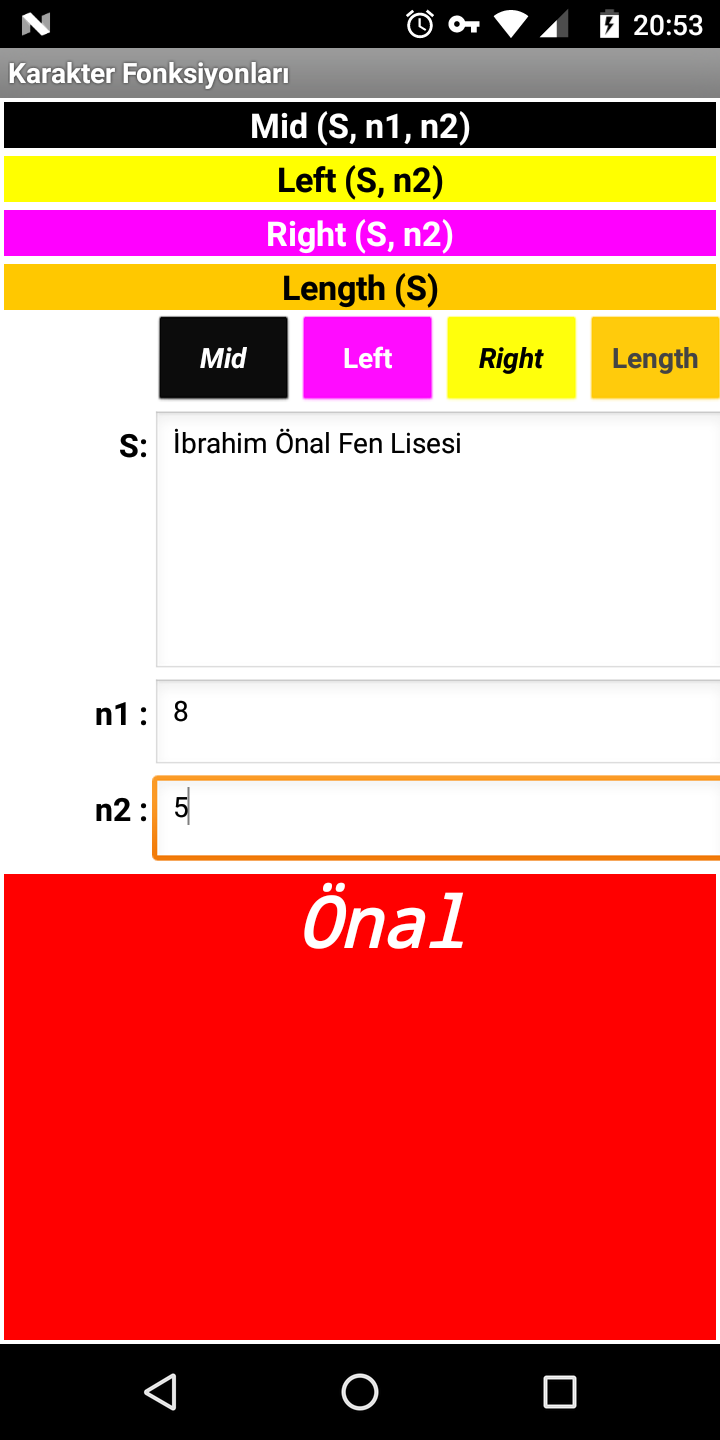 20:53
Karakter Fonksiyonları
Mid (S, n1, n2)
Left (S, n2)
Right (S, n2)
Length (S)
Mid Left Right Length
S: İbrahim Önal Fen Lisesi
n1 : 8
n2 : 5
Önal